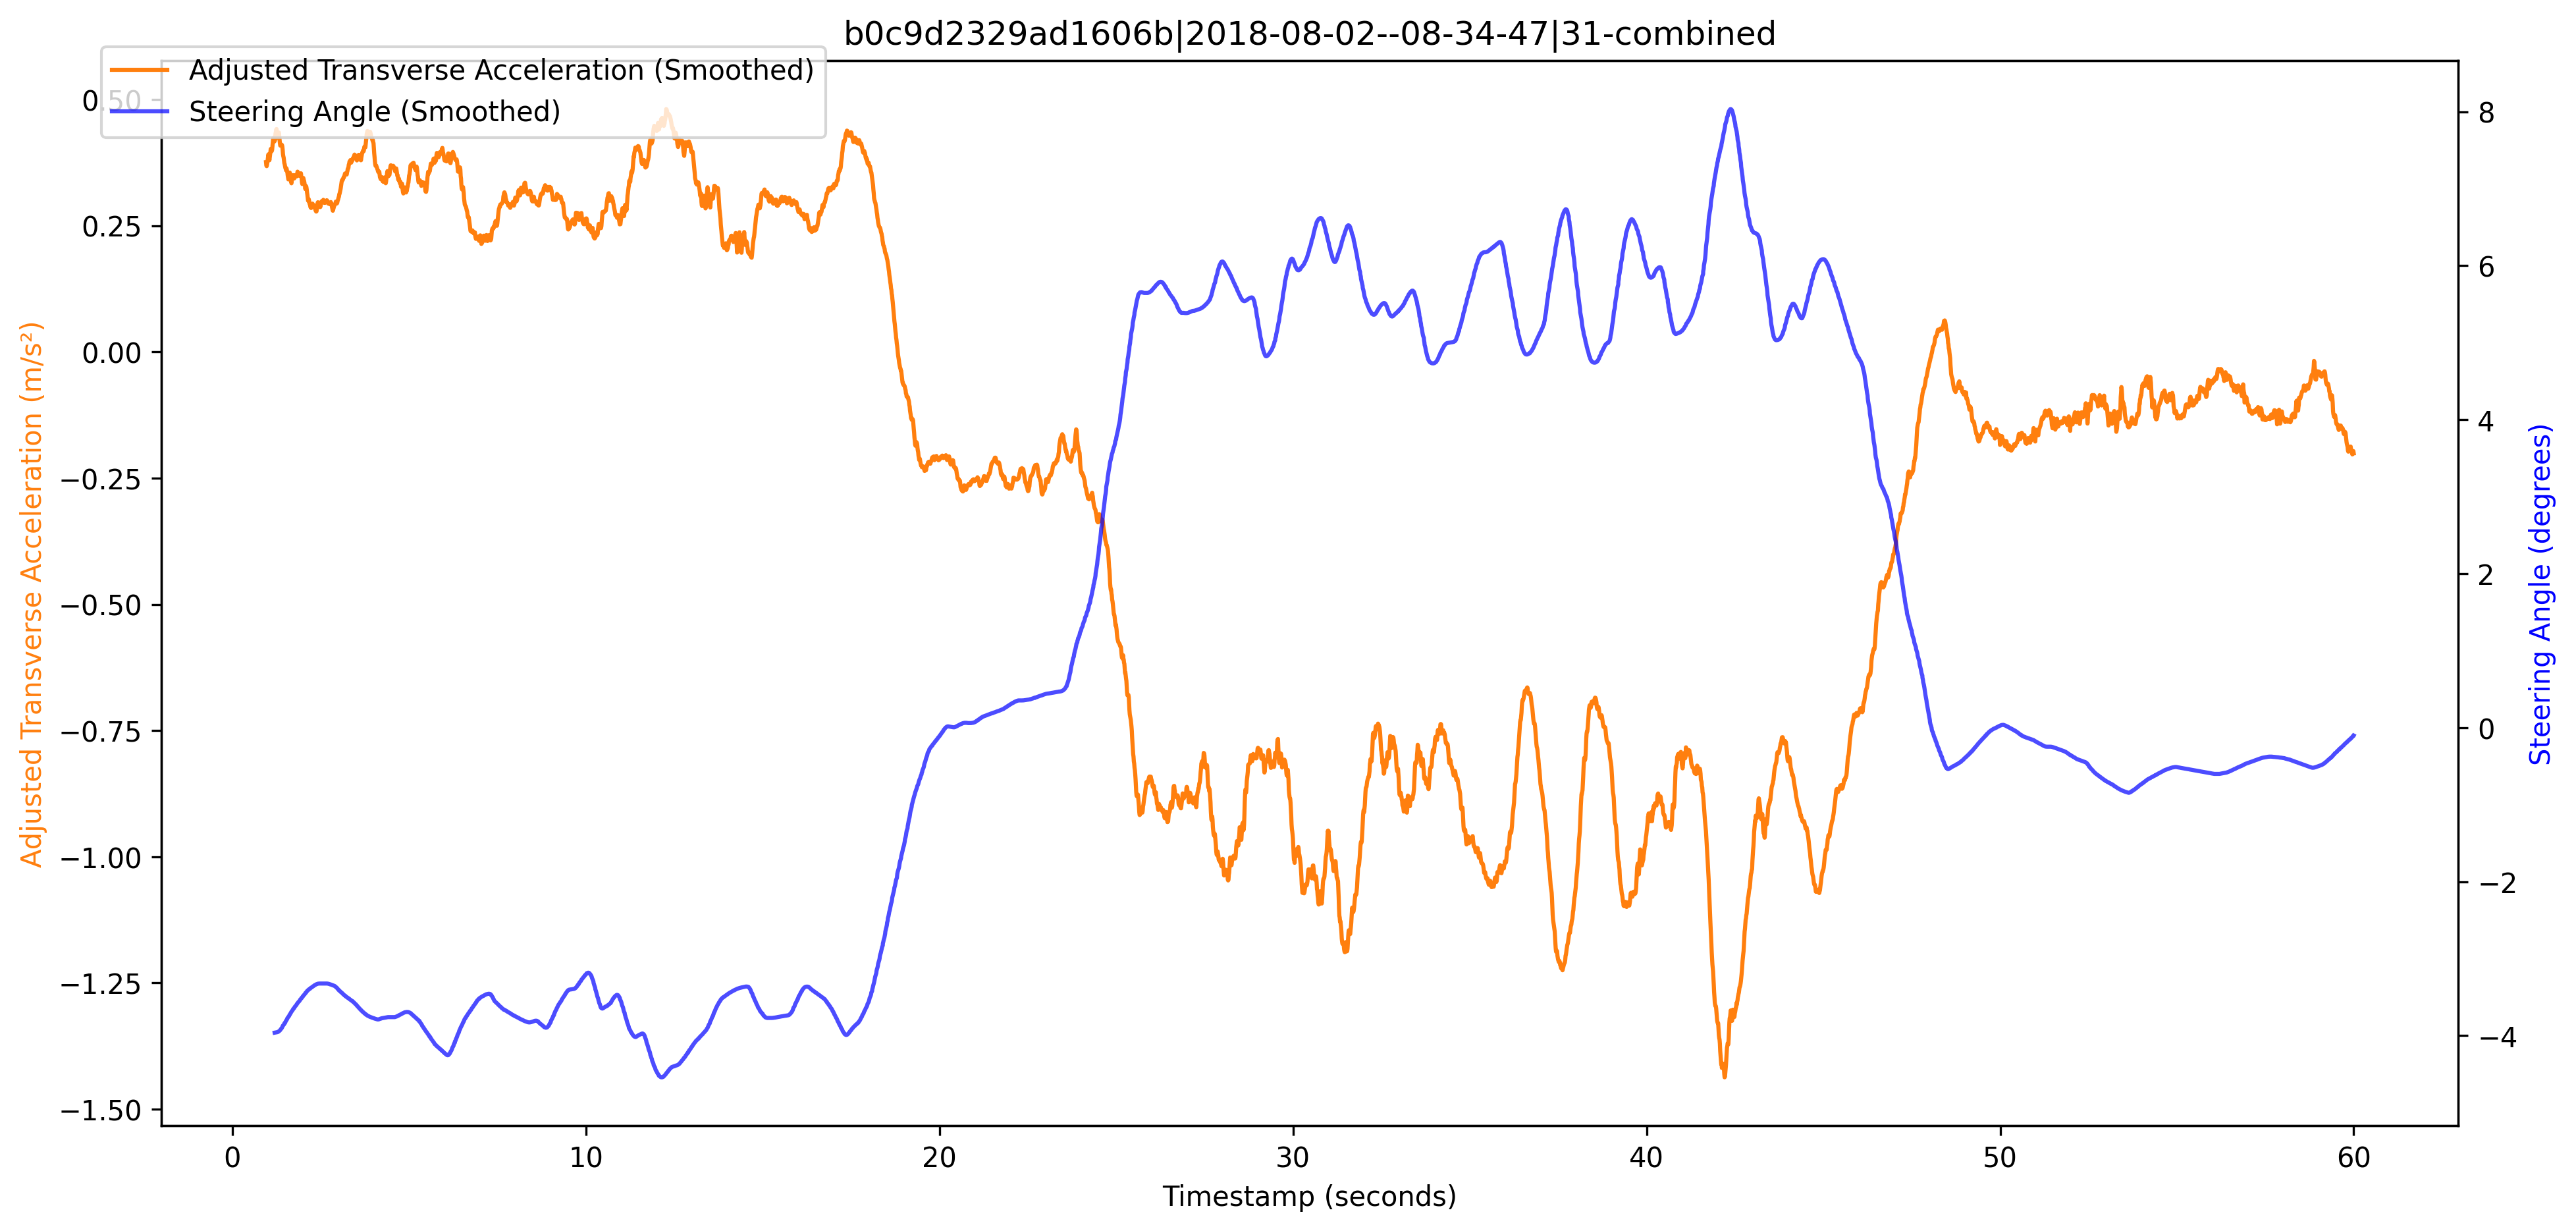 b0c9d2329ad1606b|2018-08-02--08-34-47|31-combined
Adjusted Transverse Acceleration (Smoothed)
Steering Angle (Smoothed)
Adjusted Transverse Acceleration (m/s²)
0.50
0.25
0.00
−0.25
−0.50
−0.75
−1.00
−1.25
−1.50
8
6
4
2
0
−2
−4
Steering Angle (degrees)
0 10 20 30 40 50 60
Timestamp (seconds)